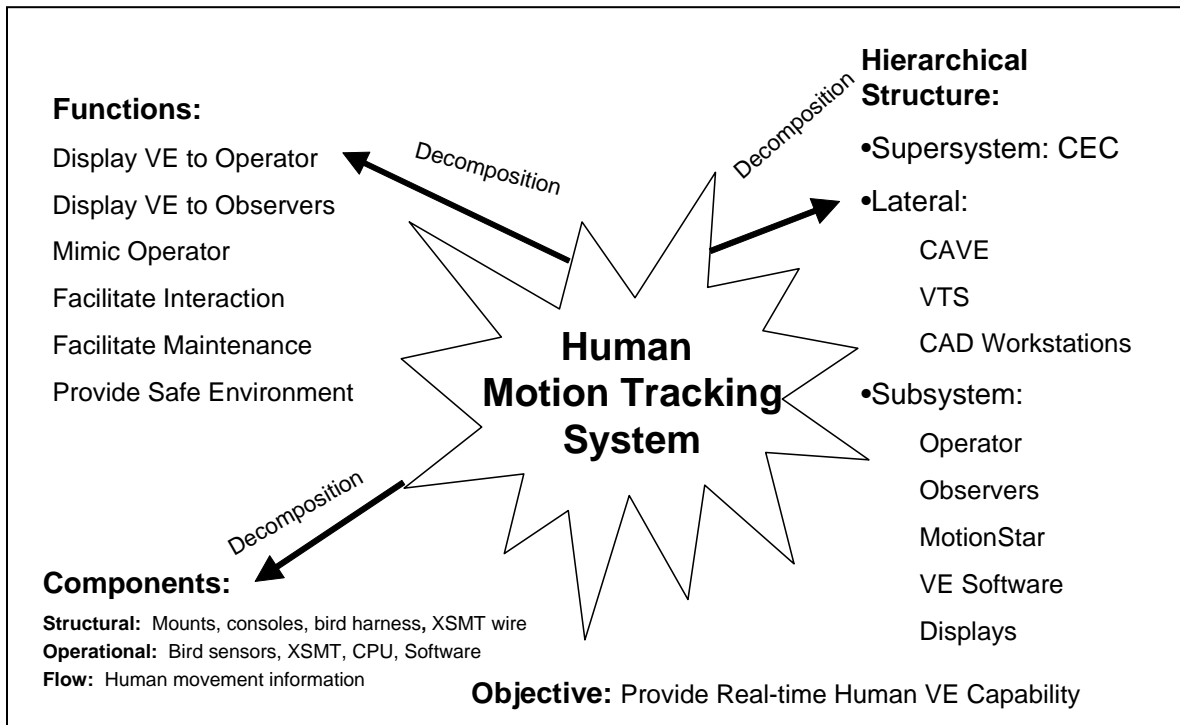 Functions:
Display VE to Operator
Display VE to Observers
Mimic Operator
Facilitate Interaction
Facilitate Maintenance
Provide Safe Environment
Decomposition
Decomposition
Hierarchical
Structure:
•Supersystem: CEC
•Lateral:
CAVE
VTS
CAD Workstations
•Subsystem:
Operator
Observers
MotionStar
VE Software
Displays
Human
Motion Tracking
System
Decomposition
Components:
Structural: Mounts, consoles, bird harness, XSMT wire
Operational: Bird sensors, XSMT, CPU, Software
Flow: Human movement information
Objective: Provide Real-time Human VE Capability